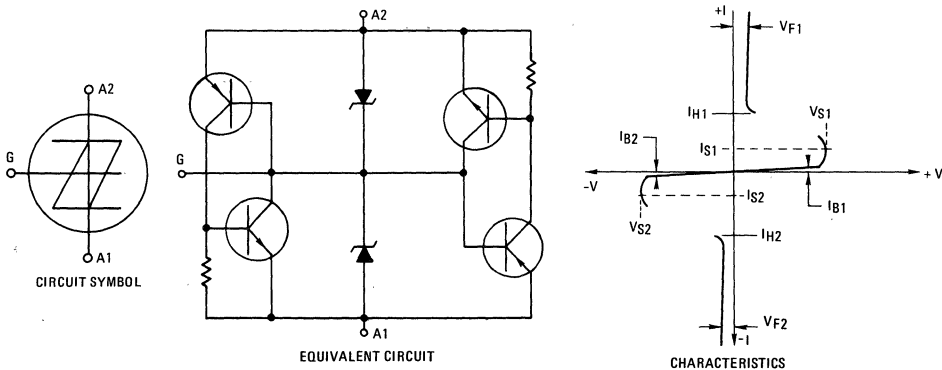 A2
G
A1
CIRCUIT SYMBOL
A2
G
A1
EQUIVALENT CIRCUIT
+I
VF1
IH1
VS1
IB2
IS1
-V
+V
IS2
IB1
VS2
IH2
VF2
-I
CHARACTERISTICS